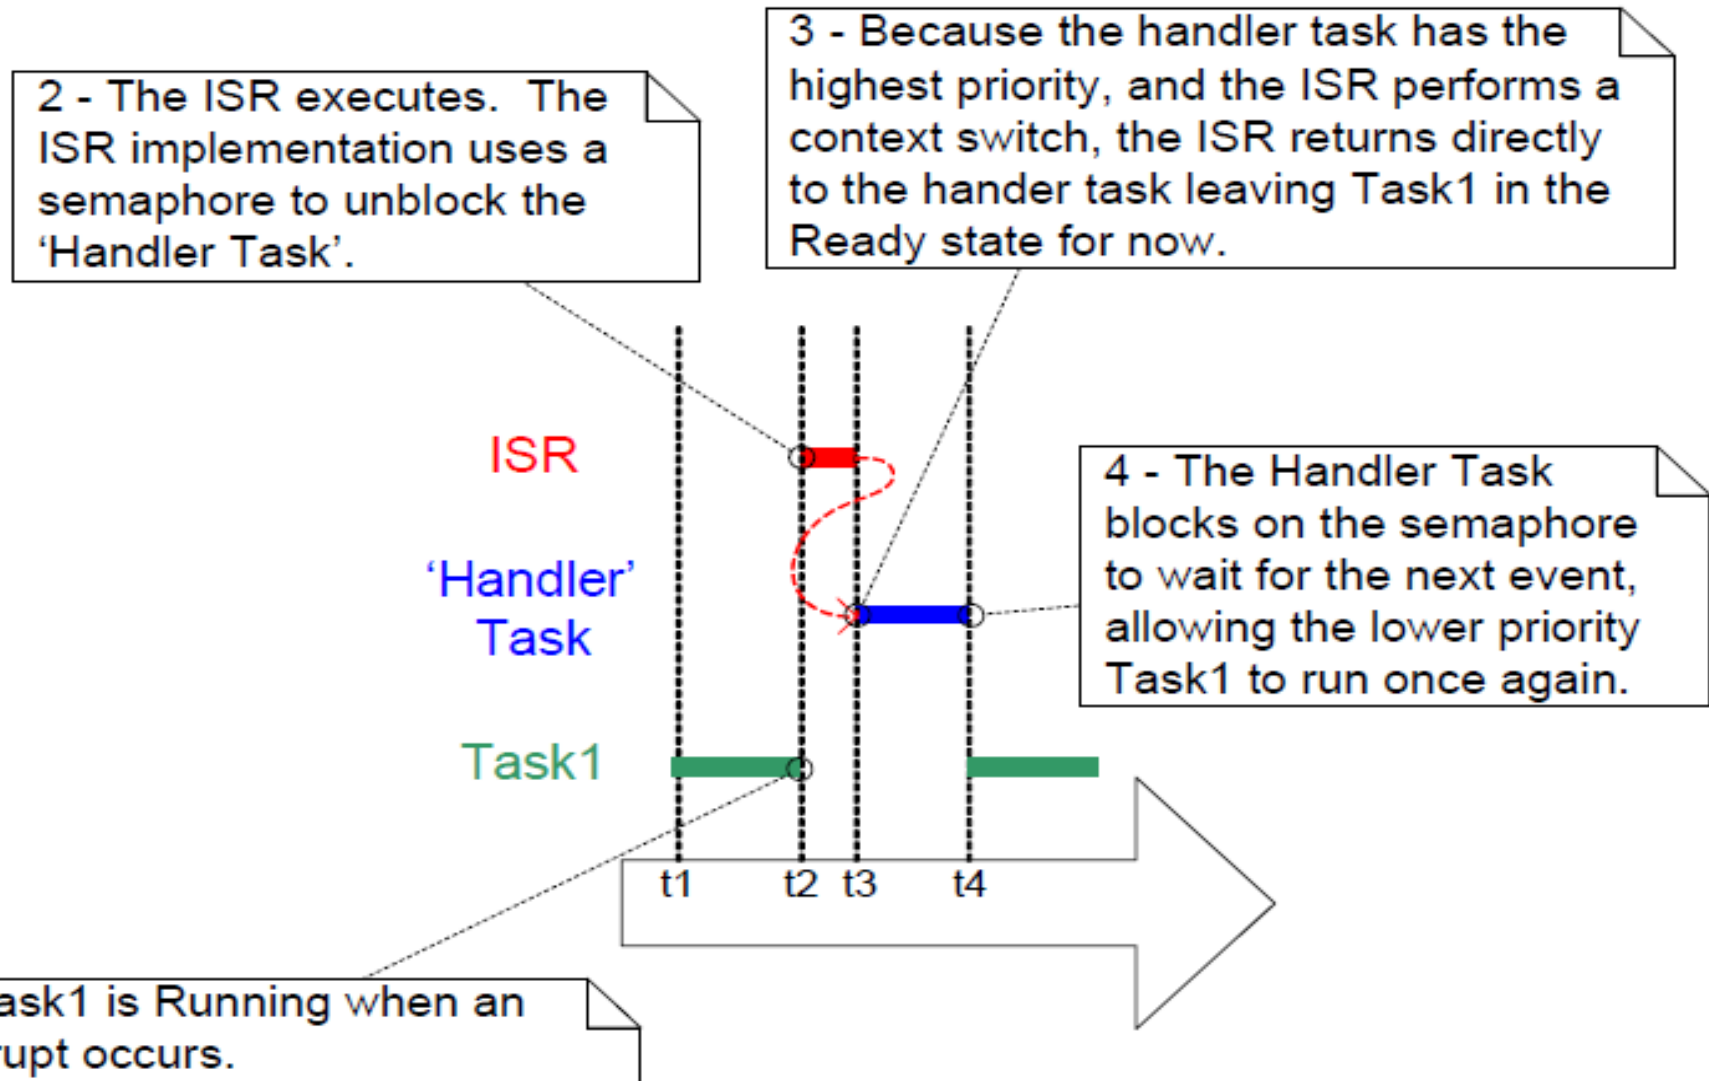 2 - The ISR executes.  The
ISR implementation uses a
semaphore to unblock the
‘Handler Task’.
3 - Because the handler task has the
highest priority, and the ISR performs a
context switch, the ISR returns directly
to the hander task leaving Task1 in the
Ready state for now.
ISR
‘Handler’
Task
Task1
4 - The Handler Task
blocks on the semaphore
to wait for the next event,
allowing the lower priority
Task1 to run once again.
t1 t2 t3 t4
ask1 is Running when an
rupt occurs.